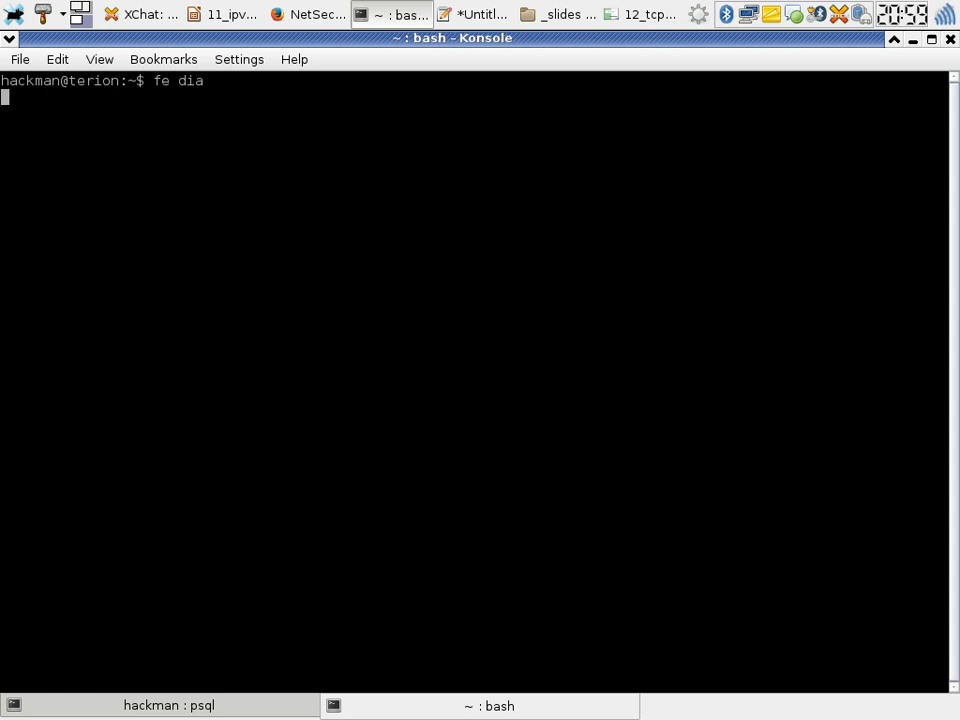 XChat: ... 11_ipv... NetSec... ~ : bas... *Untitl... _slides ... 12_tcp... 20:59
~ : bash - Konsole
File Edit View Bookmarks Settings Help
hackman@terion:~$ fe dia
hackman : psql ~ : bash